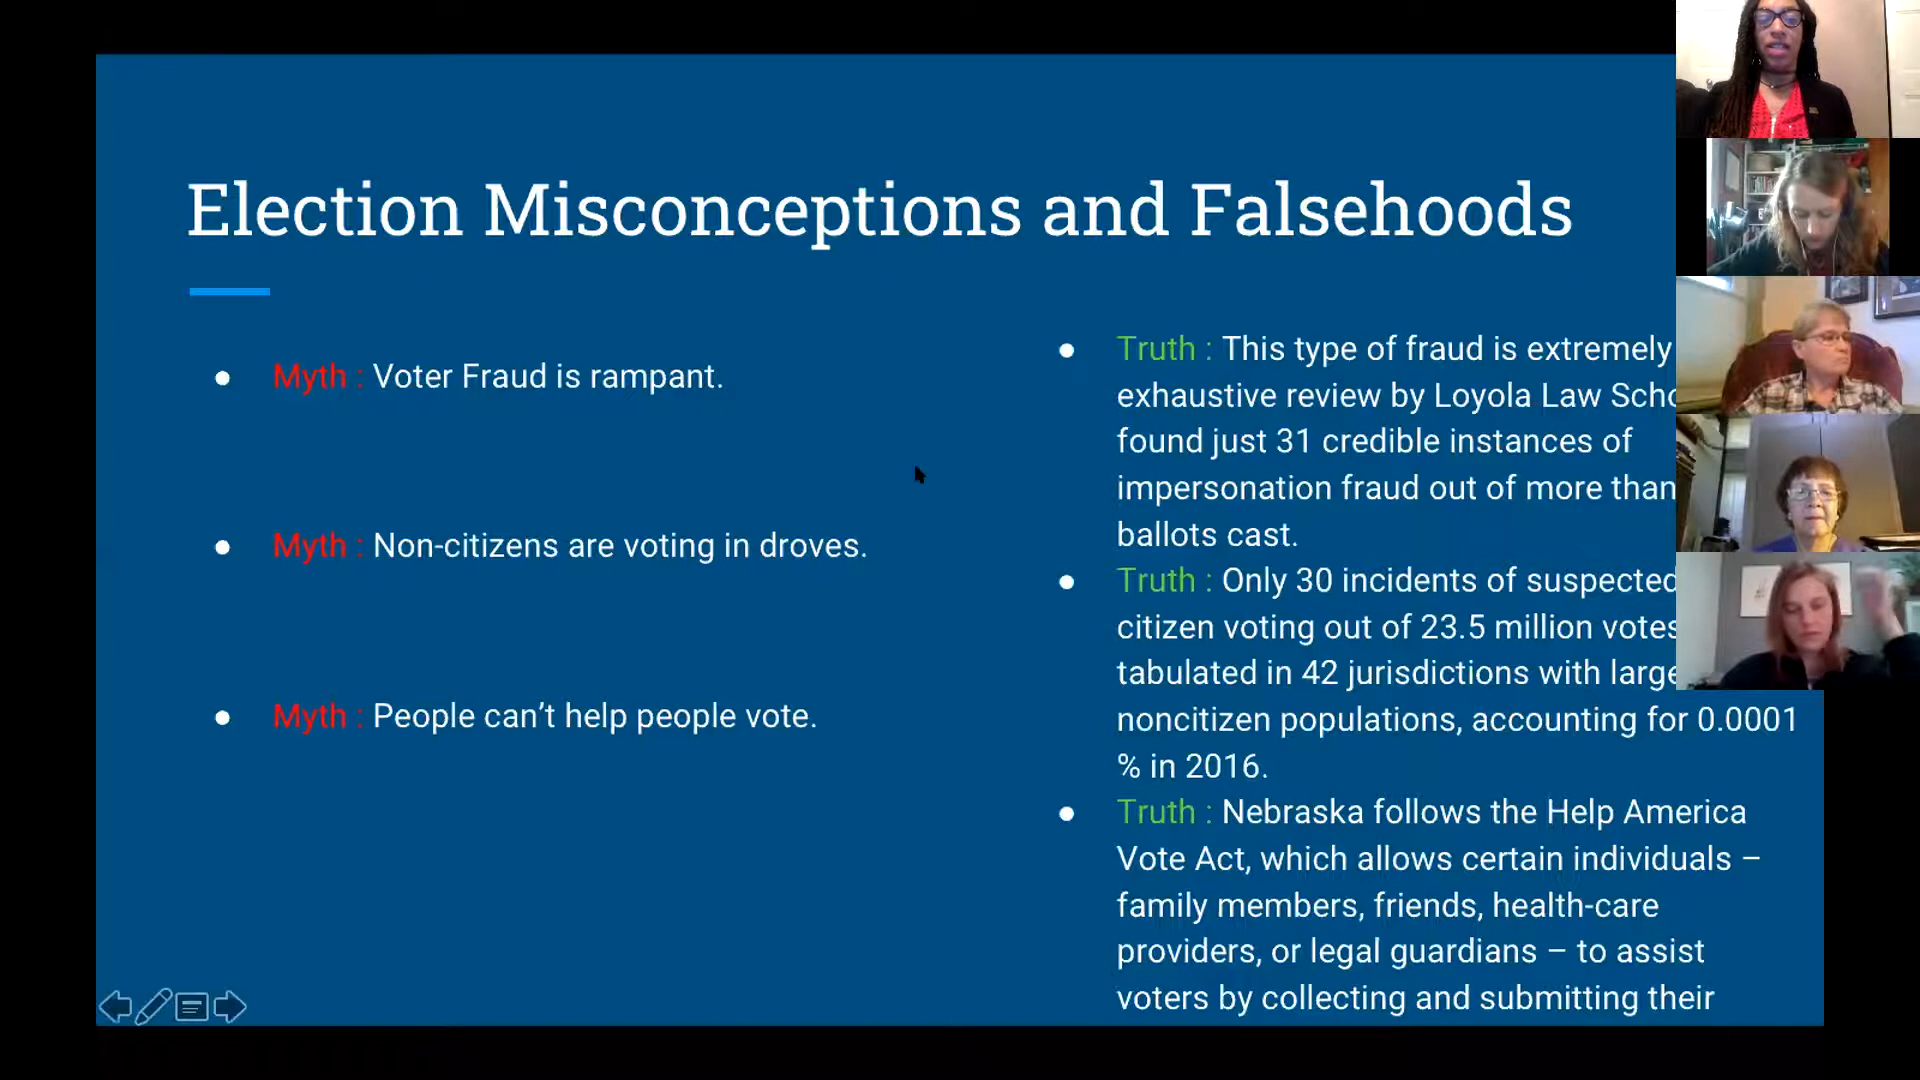 Election Misconceptions and Falsehoods
Myth : Voter Fraud is rampant.
Myth : Non-citizens are voting in droves.
Myth : People can’t help people vote.
Truth : This type of fraud is extremely
exhaustive review by Loyola Law
found just 31 credible instances of
impersonation fraud out of more than
ballots cast.
Truth : Only 30 incidents of suspected
citizen voting out of 23.5 million votes
tabulated in 42 jurisdictions with large
noncitizen populations, accounting for 0.0001
% in 2016.
Truth : Nebraska follows the Help America
Vote Act, which allows certain individuals –
family members, friends, health-care
providers, or legal guardians – to assist
voters by collecting and submitting their